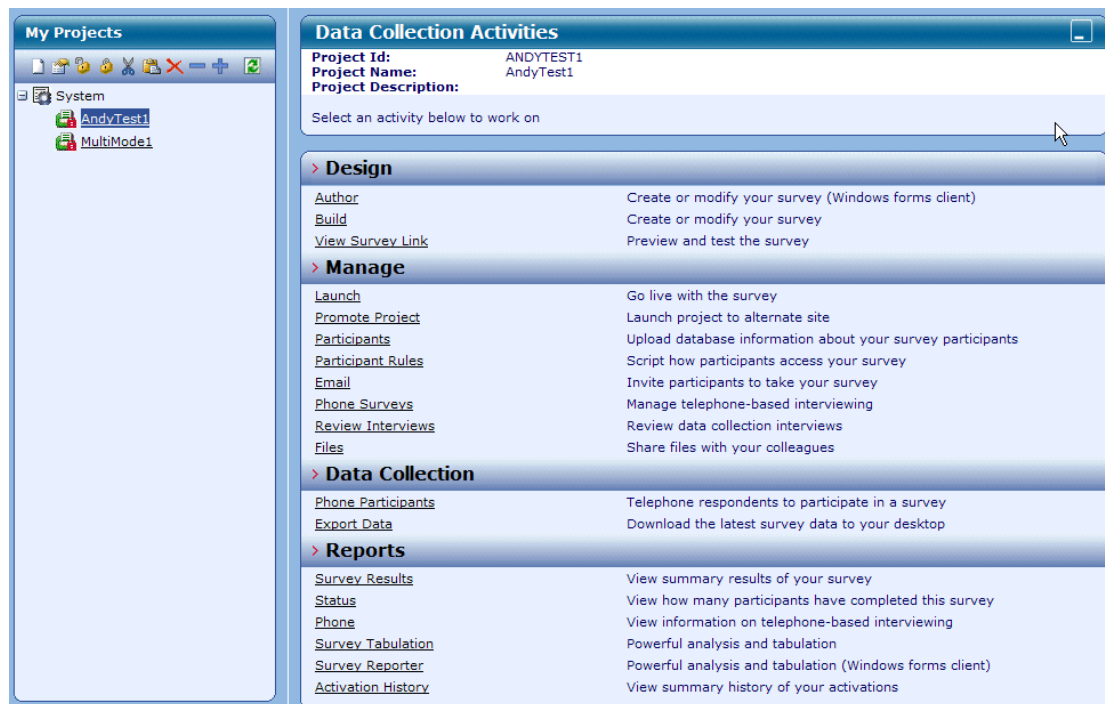 My Projects
System
AndyTest1
MultiMode1
Data Collection Activities
Project Id: ANDYTEST1
Project Name: AndyTest1
Project Description:
Select an activity below to work on
> Design
Author Create or modify your survey (Windows forms client)
Build Create or modify your survey
View Survey Link Preview and test the survey
> Manage
Launch Go live with the survey
Promote Project Launch project to alternate site
Participants Upload database information about your survey participants
Participant Rules Script how participants access your survey
Email Invite participants to take your survey
Phone Surveys Manage telephone-based interviewing
Review Interviews Review data collection interviews
Files Share files with your colleagues
> Data Collection
Phone Participants Telephone respondents to participate in a survey
Export Data Download the latest survey data to your desktop
> Reports
Survey Results View summary results of your survey
Status View how many participants have completed this survey
Phone View information on telephone-based interviewing
Survey Tabulation Powerful analysis and tabulation
Survey Reporter Powerful analysis and tabulation (Windows forms client)
Activation History View summary history of your activations